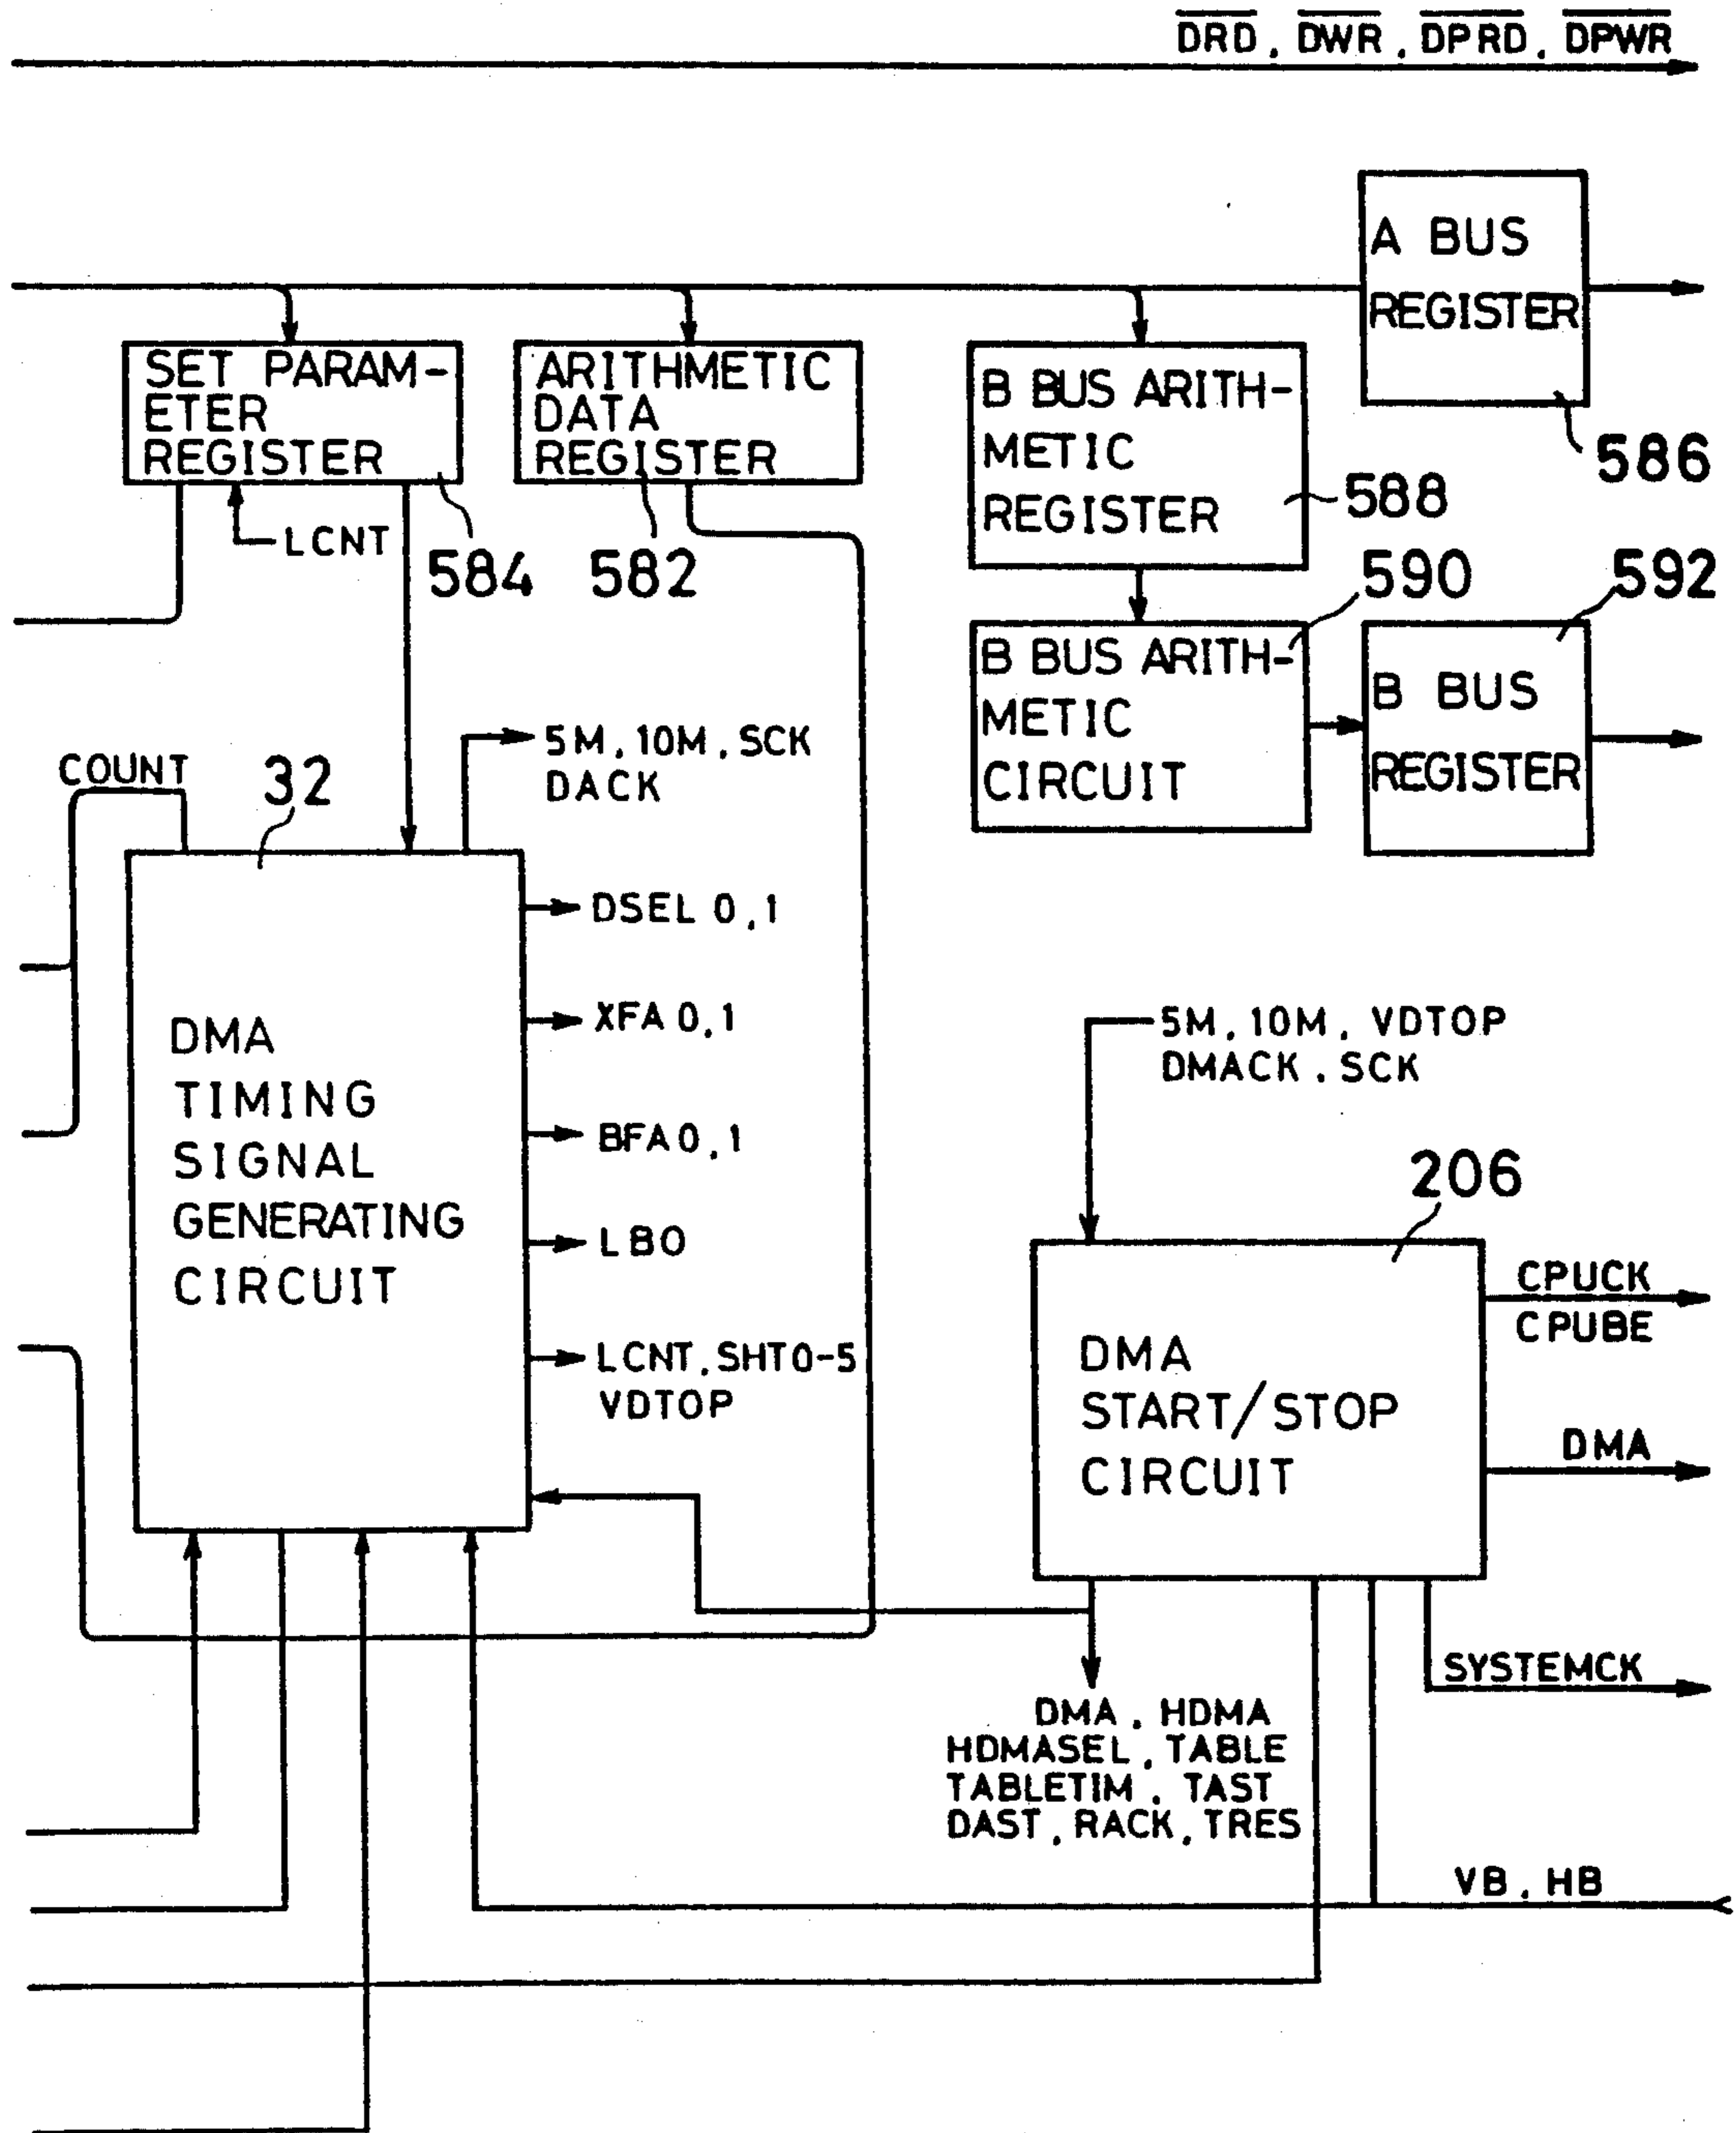 DRD, DWR, DPRD, DPWR
A BUS
REGISTER
586
SET PARAM-
ETER
REGISTER
584
LCNT
ARITHMETIC
DATA
REGISTER
582
B BUS ARITH-
METIC
REGISTER
588
B BUS ARITH-
METIC
CIRCUIT
590
B BUS
REGISTER
592
COUNT
32
5M, 10M, SCK
DACK
DMA
TIMING
SIGNAL
GENERATING
CIRCUIT
DSEL 0,1
XFA 0,1
BFA 0,1
LBO
LCNT, SHT0-5
VDTOP
5M, 10M, VDTOP
DMACK, SCK
206
DMA
START/STOP
CIRCUIT
CPUCK
CPUBE
DMA
SYSTEMCK
DMA, HDMA
HDMASEL, TABLE
TABLETIM, TAST
DAST, RACK, TRES
VB, HB